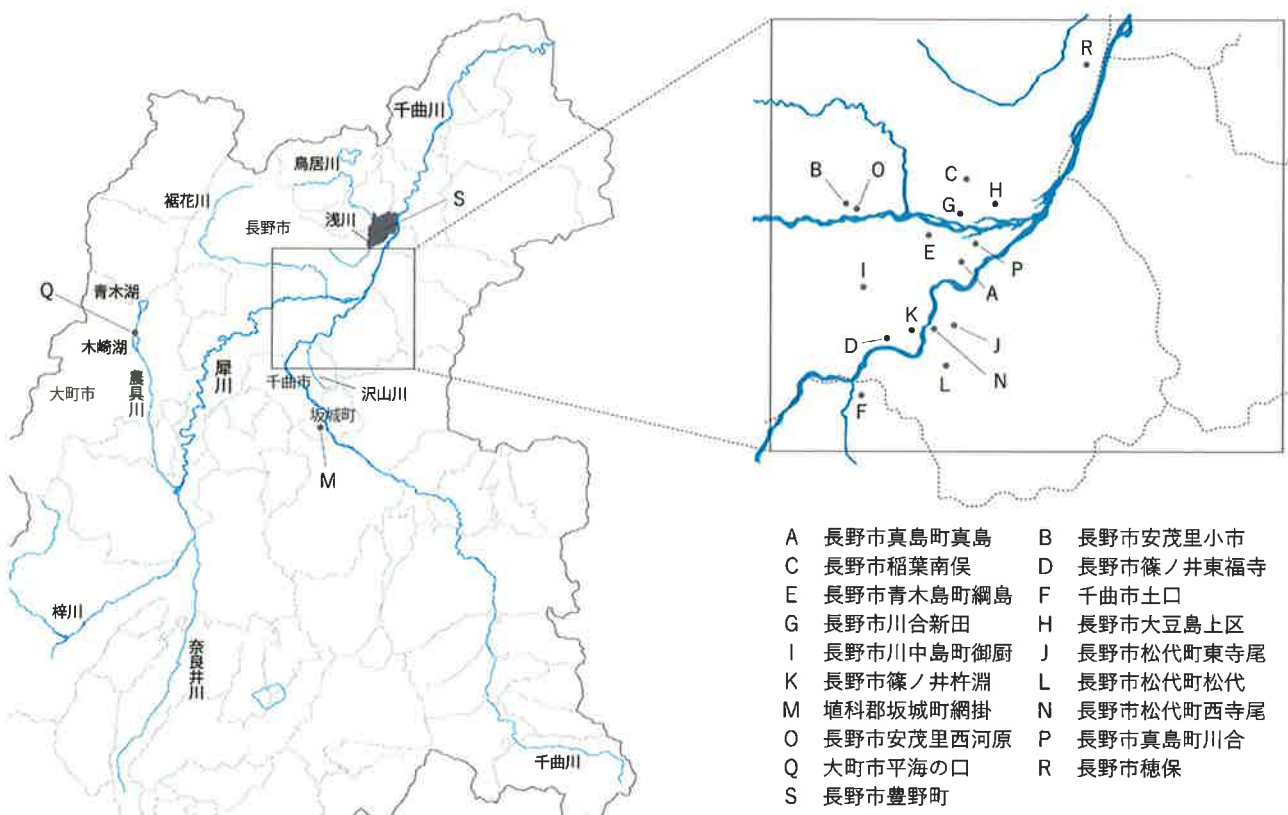 千曲川
鳥居川
裾花川
浅川
長野市
S
Q
青木湖
木崎湖
大町市
農具川
犀川
千曲市
沢山川
坂城町
M
梓川
奈良井川
千曲川
R
B
O
C
H
G
E
P
I
A
K
D
J
L
N
F
A 長野市真島町真島
B 長野市安茂里小市
C 長野市稲葉南俣
D 長野市篠ノ井東福寺
E 長野市青木島町綱島
F 千曲市土口
G 長野市川合新田
H 長野市大豆島上区
I 長野市川中島町御厨
J 長野市松代町東寺尾
K 長野市篠ノ井杵淵
L 長野市松代町松代
M 埴科郡坂城町網掛
N 長野市松代町西寺尾
O 長野市安茂里西河原
P 長野市真島町川合
Q 大町市平海の口
R 長野市穂保
S 長野市豊野町